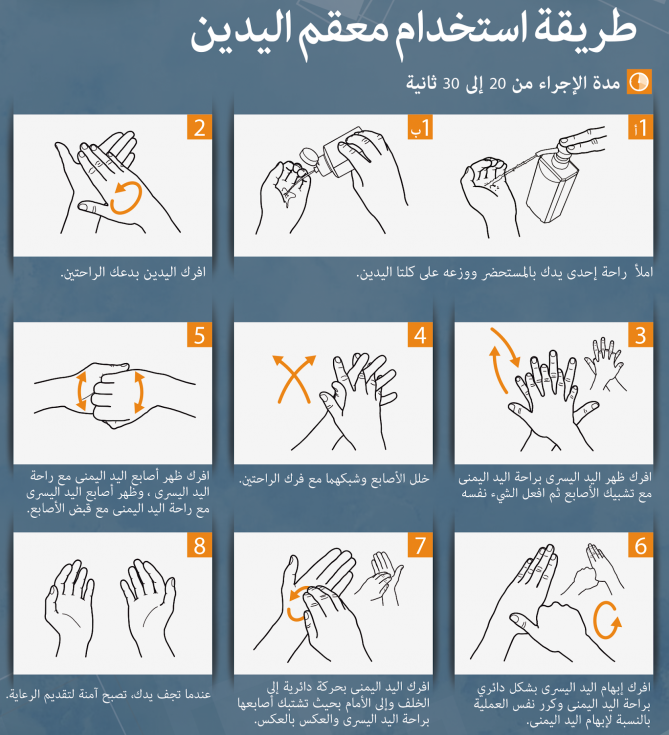 طريقة استخدام معقم اليدين
مدة الإجراء من 20 إلى 30 ثانية
1أ
1ب
املأ راحة إحدى يدك بالمستحضر ووزعه على كلتا اليدين.
2
افرك اليدين بدعك الراحتين.
3
افرك ظهر اليد اليسرى براحة اليد اليمنى
مع تشبيك الأصابع ثم افعل الشيء نفسه
4
خلل الأصابع وشبكهما مع فرك الراحتين.
5
افرك ظهر أصابع اليد اليمنى مع راحة
اليد اليسرى ، وظهر أصابع اليد اليسرى
مع راحة اليد اليمنى مع قبض الأصابع.
6
افرك إبهام اليد اليسرى بشكل دائري
براحة اليد اليمنى وكرر نفس العملية
بالنسبة لإبهام اليد اليمنى.
7
افرك اليد اليمنى بحركة دائرية إلى
الخلف وإلى الأمام بحيث تشتبك أصابعها
براحة اليد اليسرى والعكس بالعكس.
8
عندما تجف يدك، تصبح آمنة لتقديم الرعاية.